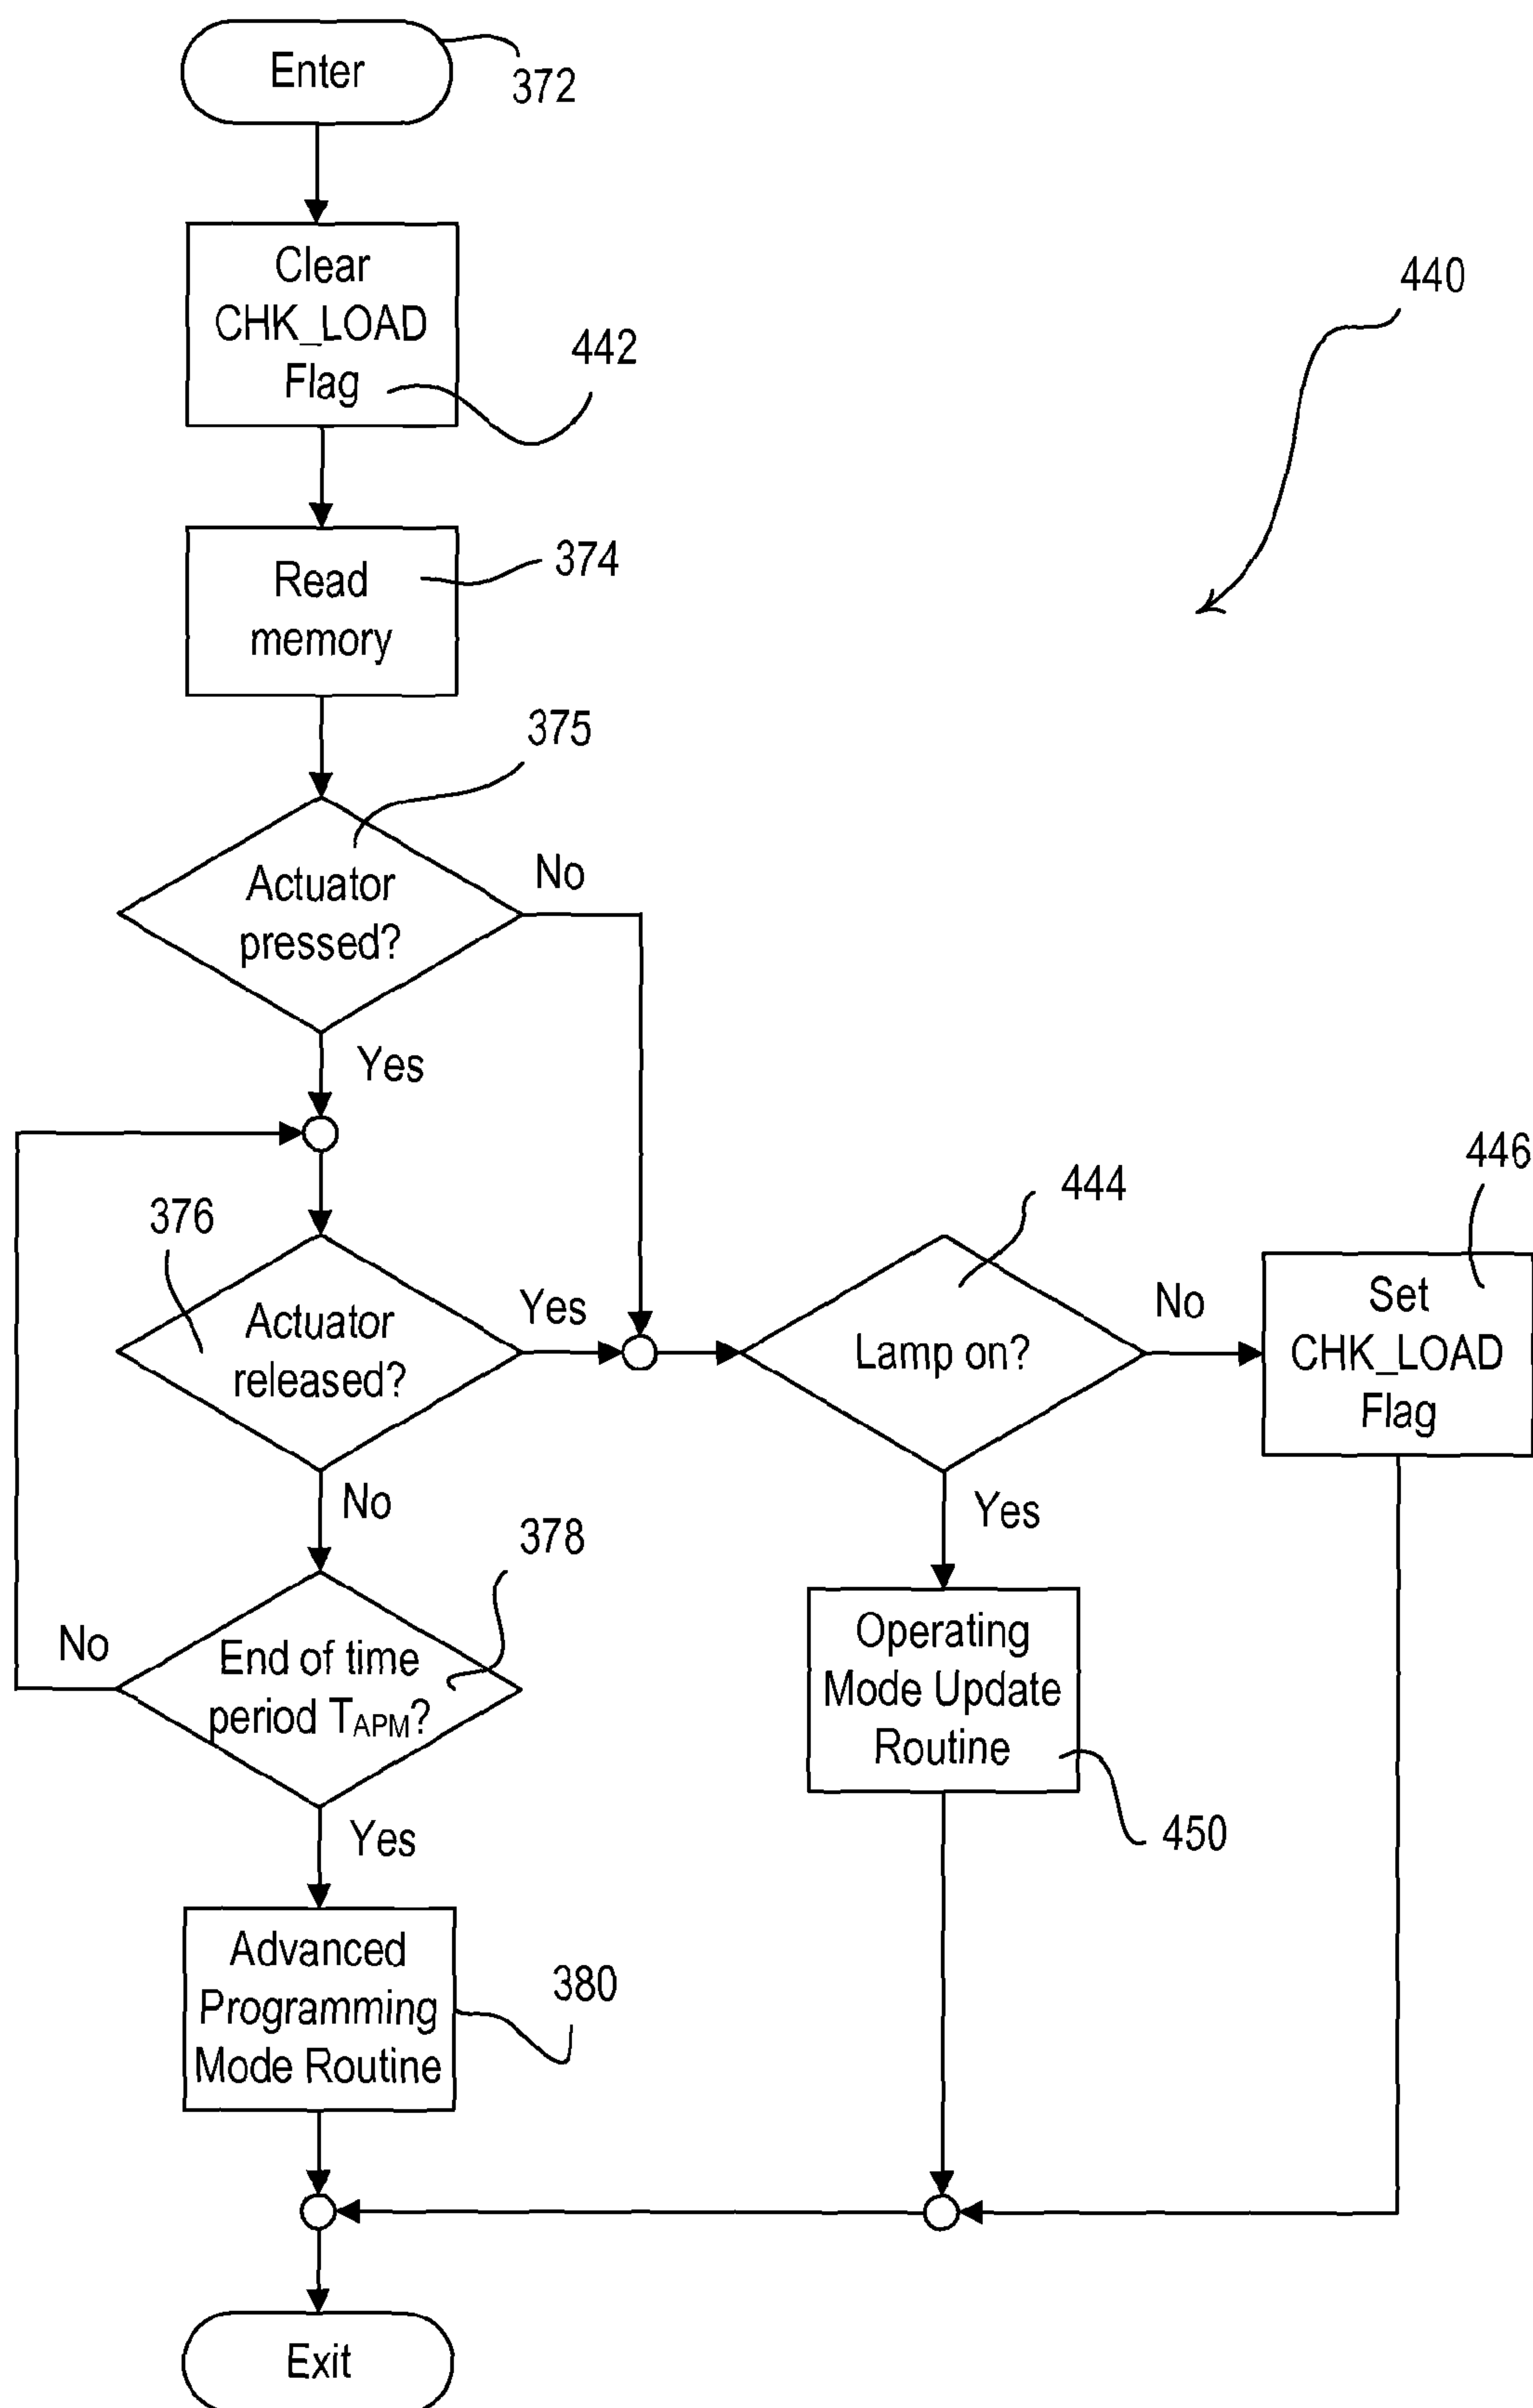 Enter
372
Clear
CHK_LOAD
Flag
442
440
Read
memory
374
375
Actuator
pressed?
No
Yes
376
Actuator
released?
Yes
No
444
Lamp on?
No
Yes
446
Set
CHK_LOAD
Flag
378
End of time
period TAPM?
No
Yes
Operating
Mode Update
Routine
450
Advanced
Programming
Mode Routine
380
Exit